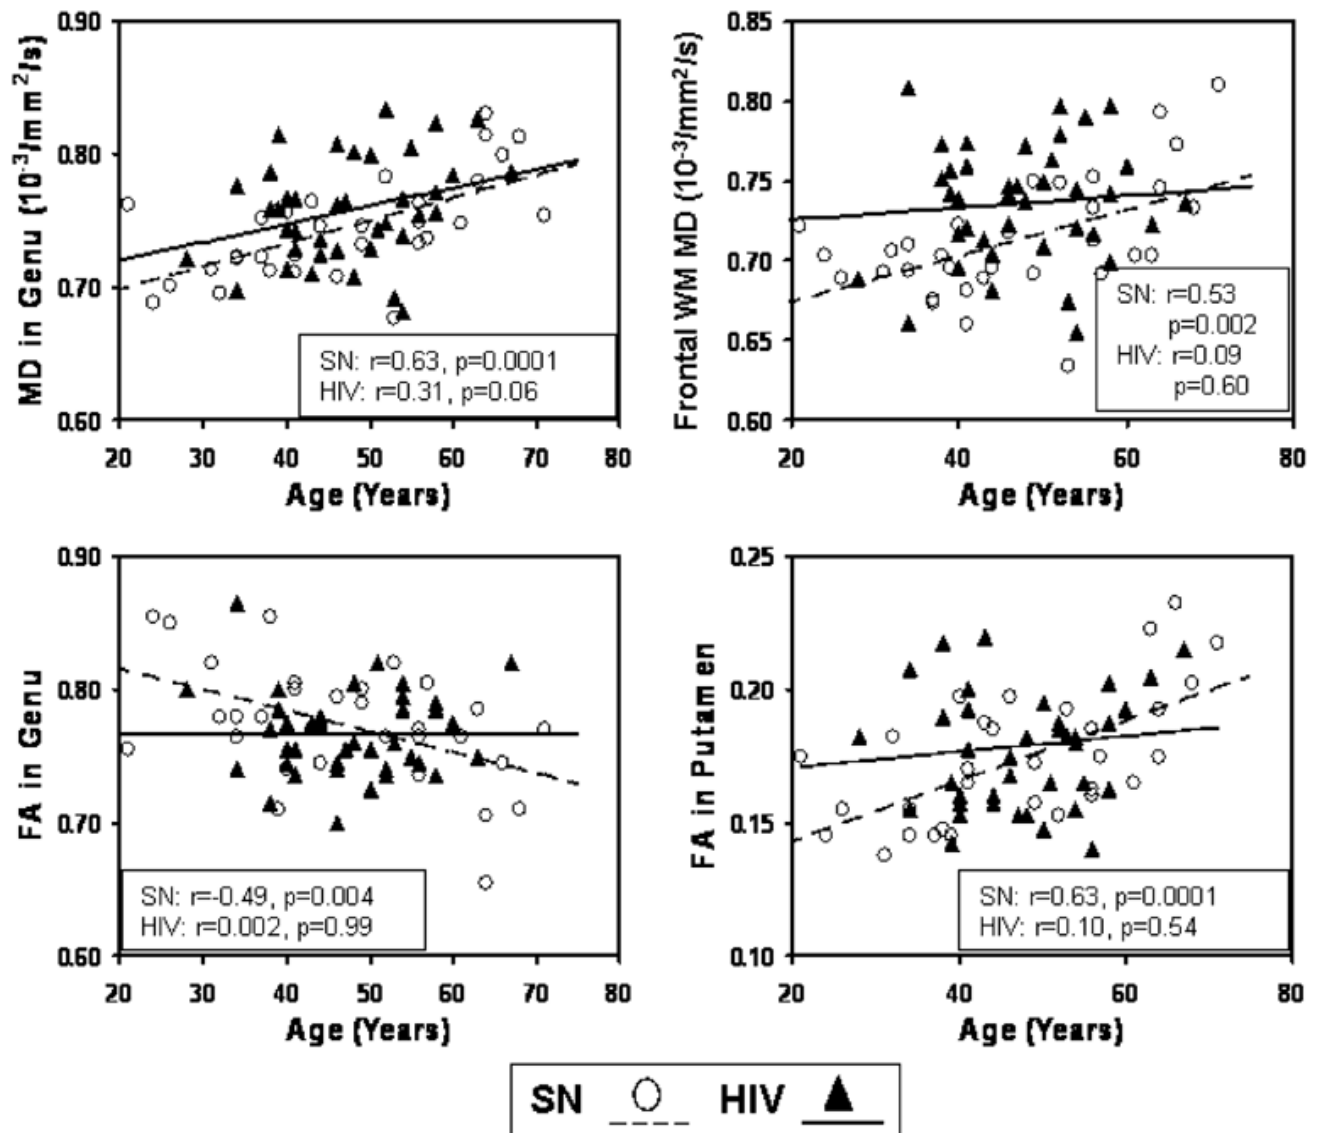 MD in Genu (10-3/mm2/s)
0.90
0.80
0.70
0.60
SN: r=0.63, p=0.0001
HIV: r=0.31, p=0.06
20 30 40 50 60 70 80
Age (Years)
Frontal WM MD (10-3/mm2/s)
0.85
0.80
0.75
0.70
0.65
0.60
SN: r=0.53
p=0.002
HIV: r=0.09
p=0.60
20 40 60 80
Age (Years)
FA in Genu
0.90
0.80
0.70
0.60
SN: r=-0.49, p=0.004
HIV: r=0.002, p=0.99
20 30 40 50 60 70 80
Age (Years)
FA in Putamen
0.25
0.20
0.15
0.10
SN: r=0.63, p=0.0001
HIV: r=0.10, p=0.54
20 40 60 80
Age (Years)
SN HIV